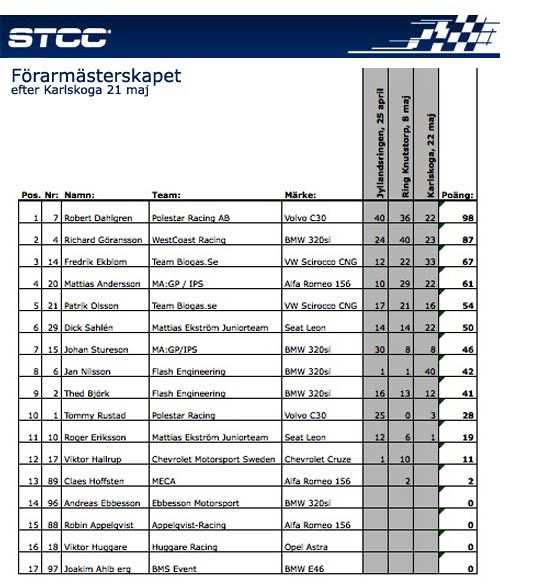 STCC
Förarmästerskapet
efter Karlskoga 21 maj
Pos. Nr: Namn: Team: Märke: Jyllandsringen, 25 april Ring Knutstorp, 8 maj Karlskoga, 22 maj Poäng:
1 7 Robert Dahlgren Polestar Racing AB Volvo C30 40 36 22 98
2 4 Richard Göransson WestCoast Racing BMW 320si 24 40 23 87
3 14 Fredrik Ekblom Team Biogas.Se VW Scirocco CNG 12 22 33 67
4 20 Mattias Andersson MA:GP / IPS Alfa Romeo 156 10 29 22 61
5 21 Patrik Olsson Team Biogas.se VW Scirocco CNG 17 21 16 54
6 29 Dick Sahlén Mattias Ekström Juniorteam Seat Leon 14 14 22 50
7 15 Johan Stureson MA:GP/IPS BMW 320si 30 8 8 46
8 6 Jan Nilsson Flash Engineering BMW 320si 1 1 40 42
9 2 Thed Björk Flash Engineering BMW 320si 16 13 12 41
10 1 Tommy Rustad Polestar Racing Volvo C30 25 0 3 28
11 10 Roger Eriksson Mattias Ekström Juniorteam Seat Leon 12 6 1 19
12 17 Viktor Hallrup Chevrolet Motorsport Sweden Chevrolet Cruze 1 10 11
13 89 Claes Hoffsten MECA Alfa Romeo 156 2 2
14 96 Andreas Ebbesson Ebbesson Motorsport BMW 320si 0
15 88 Robin Appelqvist Appelqvist-Racing Alfa Romeo 156 0
16 18 Viktor Huggare Huggare Racing Opel Astra 0
17 97 Joakim Ahlb erg BMS Event BMW E46 0